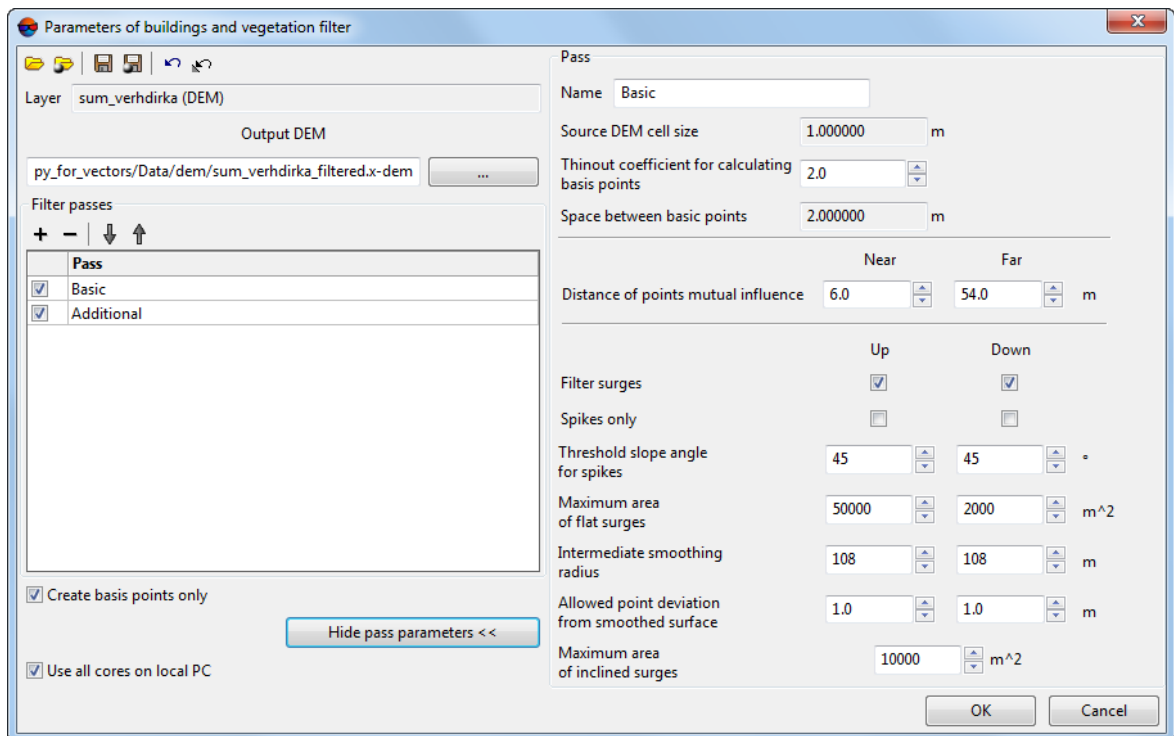 Parameters of buildings and vegetation filter
Layer sum_verhdirka (DEM)
Output DEM
py_for_vectors/Data/dem/sum_verhdirka_filtered.x-dem ...
Filter passes
Pass
Basic
Additional
Create basis points only
Hide pass parameters <<
Use all cores on local PC
Pass
Name Basic
Source DEM cell size 1.000000 m
Thinout coefficient for calculating
basis points 2.0
Space between basic points 2.000000 m
Near Far
Distance of points mutual influence 6.0 54.0 m
Up Down
Filter surges
Spikes only
Threshold slope angle
for spikes 45 45 °
Maximum area
of flat surges 50000 2000 m^2
Intermediate smoothing
radius 108 108 m
Allowed point deviation
from smoothed surface 1.0 1.0 m
Maximum area
of inclined surges 10000 m^2
OK Cancel